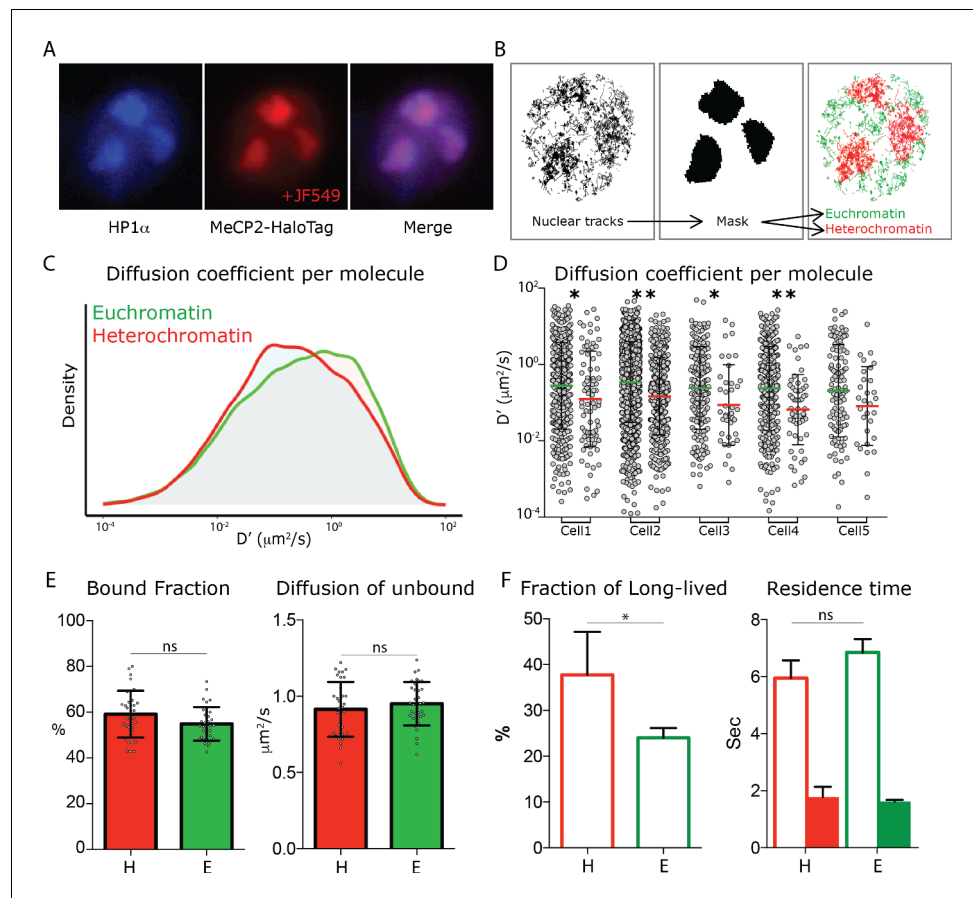 A
+JF549
HP1α
MeCP2-HaloTag
Merge
B
Nuclear tracks
Mask
Euchromatin
Heterochromatin
C
Diffusion coefficient per molecule
Euchromatin
Heterochromatin
Density
10⁻⁴
10⁻²
10⁰
10²
D' (μm²/s)
D
Diffusion coefficient per molecule
*
**
*
**
10²
10⁰
10⁻²
10⁻⁴
D' (μm²/s)
Cell1
Cell2
Cell3
Cell4
Cell5
E
Bound Fraction
ns
100
80
60
40
20
0
%
H
E
Diffusion of unbound
ns
1.5
1.0
0.5
0.0
μm²/s
H
E
F
Fraction of Long-lived
*
50
40
30
20
10
0
%
H
E
Residence time
ns
8
6
4
2
0
Sec
H
E